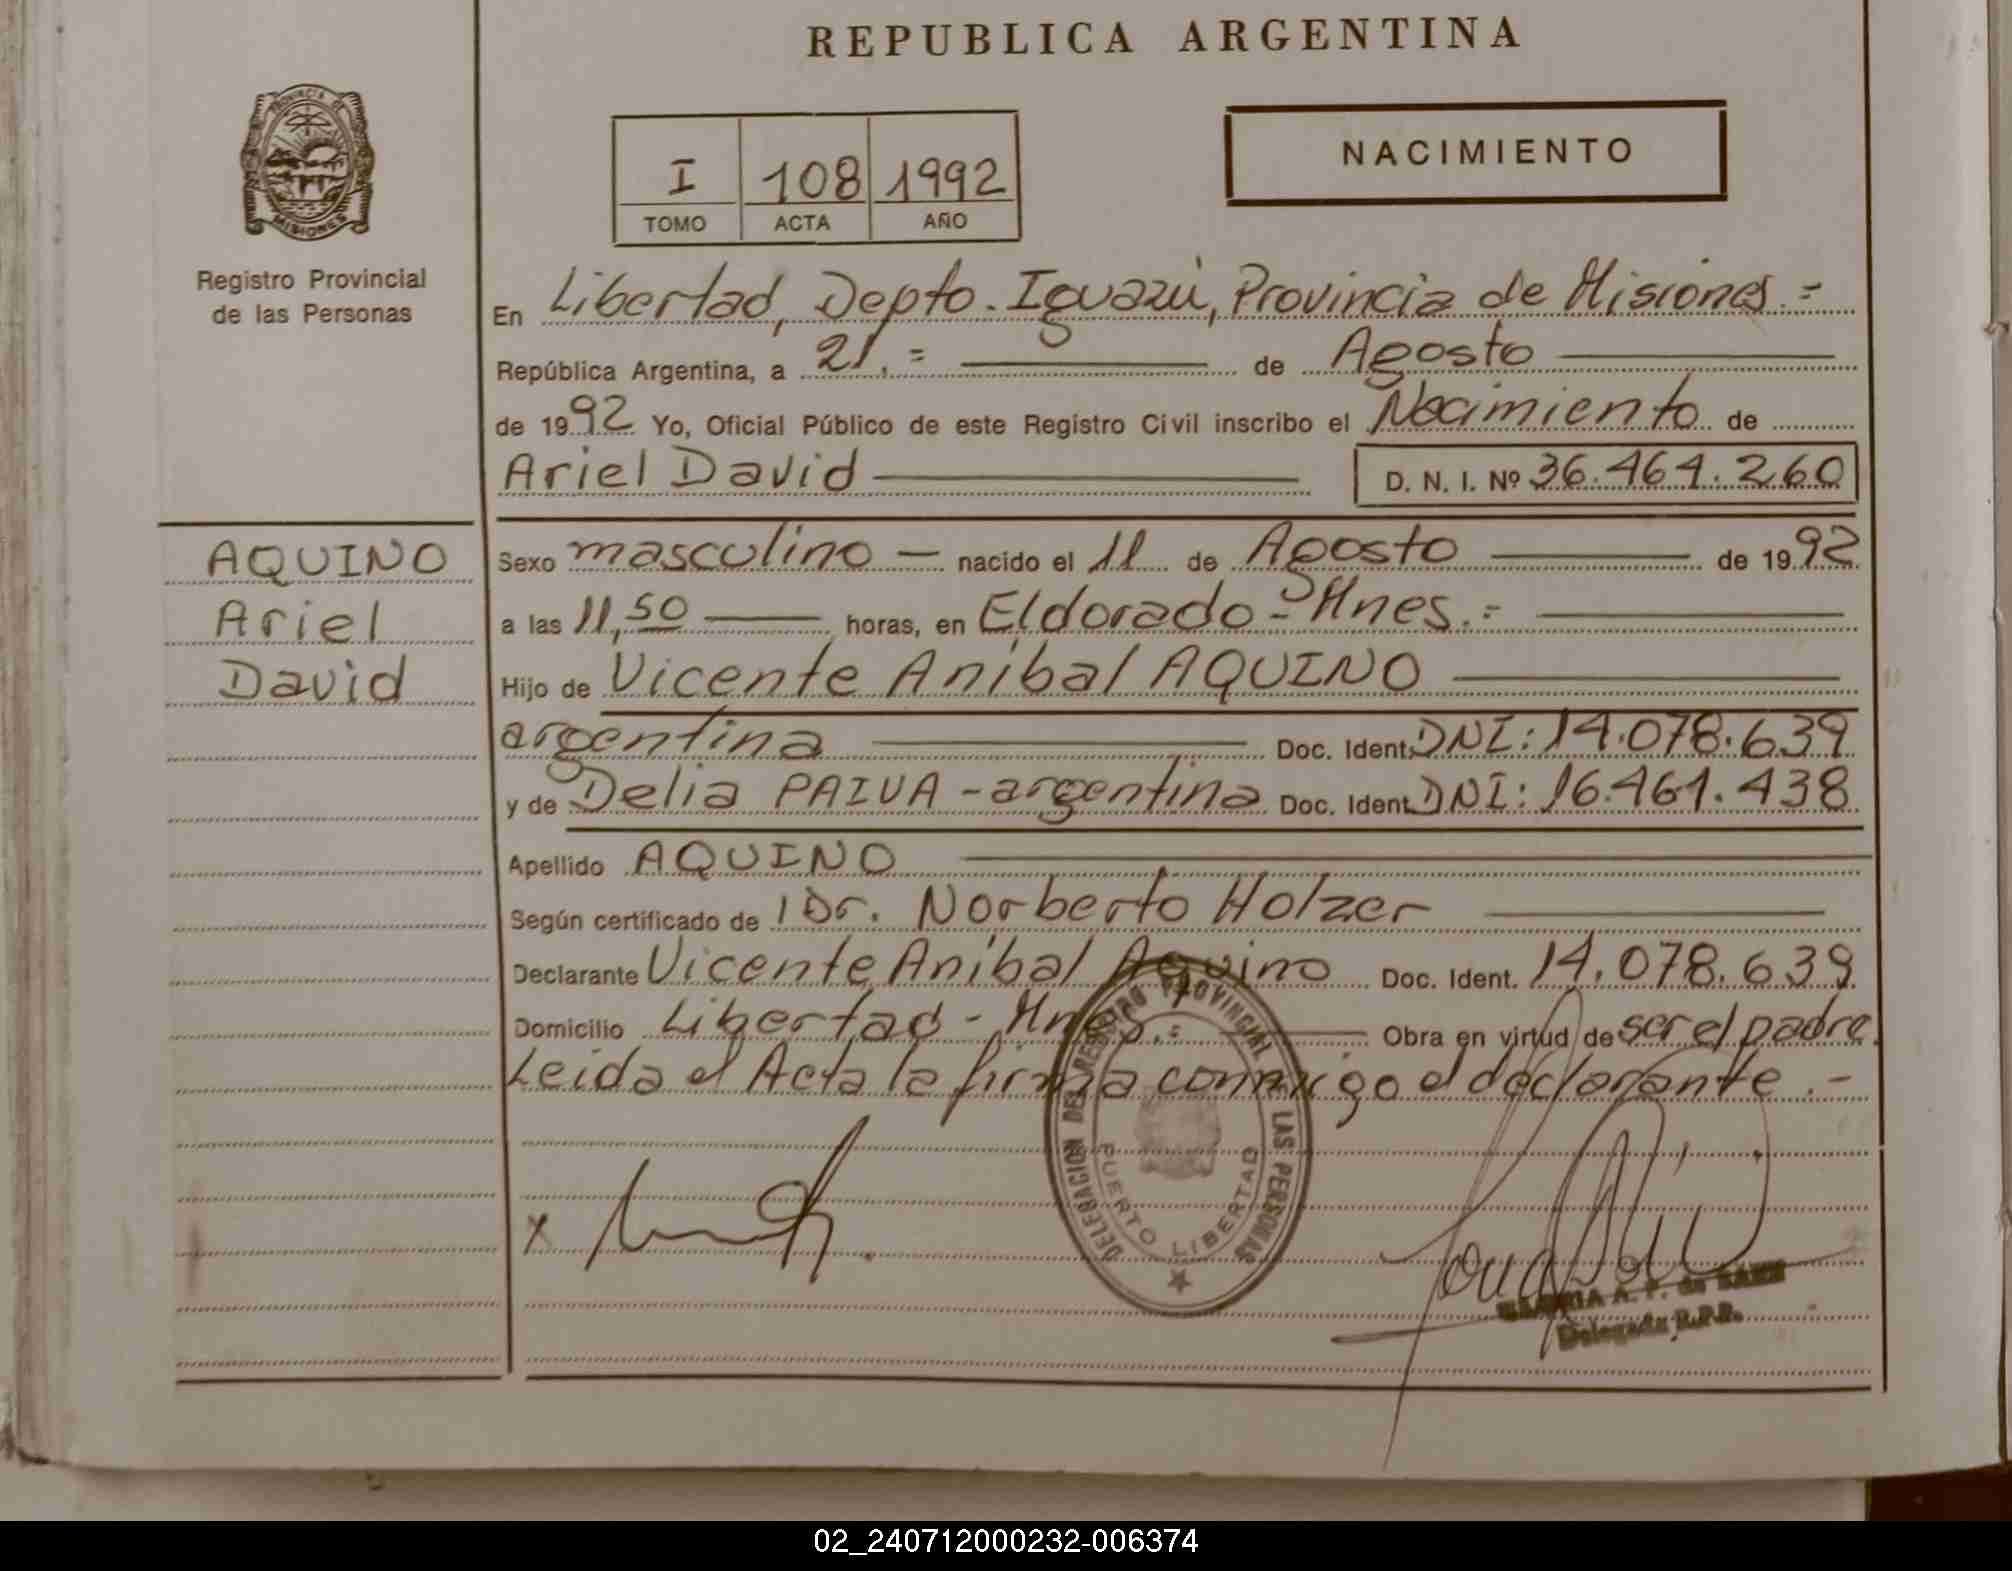 REPUBLICA ARGENTINA
PROVINCIA DE
MISIONES
Registro Provincial
de las Personas
I 108 1992
TOMO ACTA AÑO
NACIMIENTO
En Libertad, Depto. Iguazú, Provincia de Misiones.=
República Argentina, a 21.= de Agosto
de 1992 Yo, Oficial Público de este Registro Civil inscribo el Nacimiento de
Ariel David D. N. I. Nº 36.464.260
AQUINO
Ariel
David
Sexo masculino — nacido el 11 de Agosto de 1992
a las 11,50 horas, en Eldorado - Mnes.=
Hijo de Vicente Aníbal AQUINO
argentina Doc. Ident. DNI: 14.078.639
y de Delia PAIVA - argentina Doc. Ident. DNI: 16.461.438
Apellido AQUINO
Según certificado de Dr. Norberto Holzer
Declarante Vicente Aníbal Aquino Doc. Ident. 14.078.639
Domicilio Libertad - Mnes.= Obra en virtud de ser el padre.
Leida el Acta la firma conmigo el declarante.-
DELEGACION DEL REGISTRO PROVINCIAL DE LAS PERSONAS
PUERTO LIBERTAD
x
A. F. de
Delegada R.P.P.
02_240712000232-006374